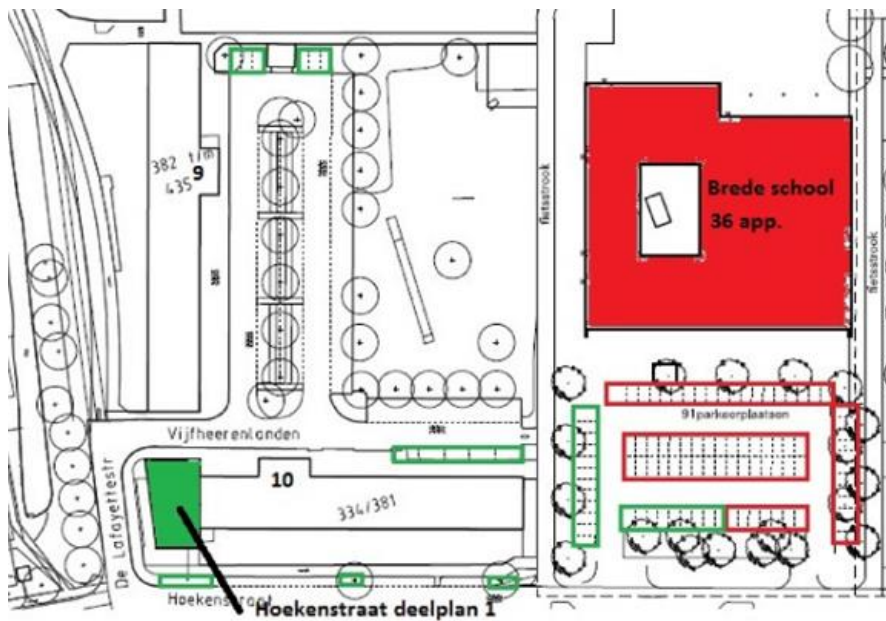 382 t/m
435
9
fietsstrook
Brede school
36 app.
fietsstrook
91parkeerplaatsen
Vijfheerenlanden
10
334/381
De Lafayettestr
Hoekenstraat
Hoekenstraat deelplan 1